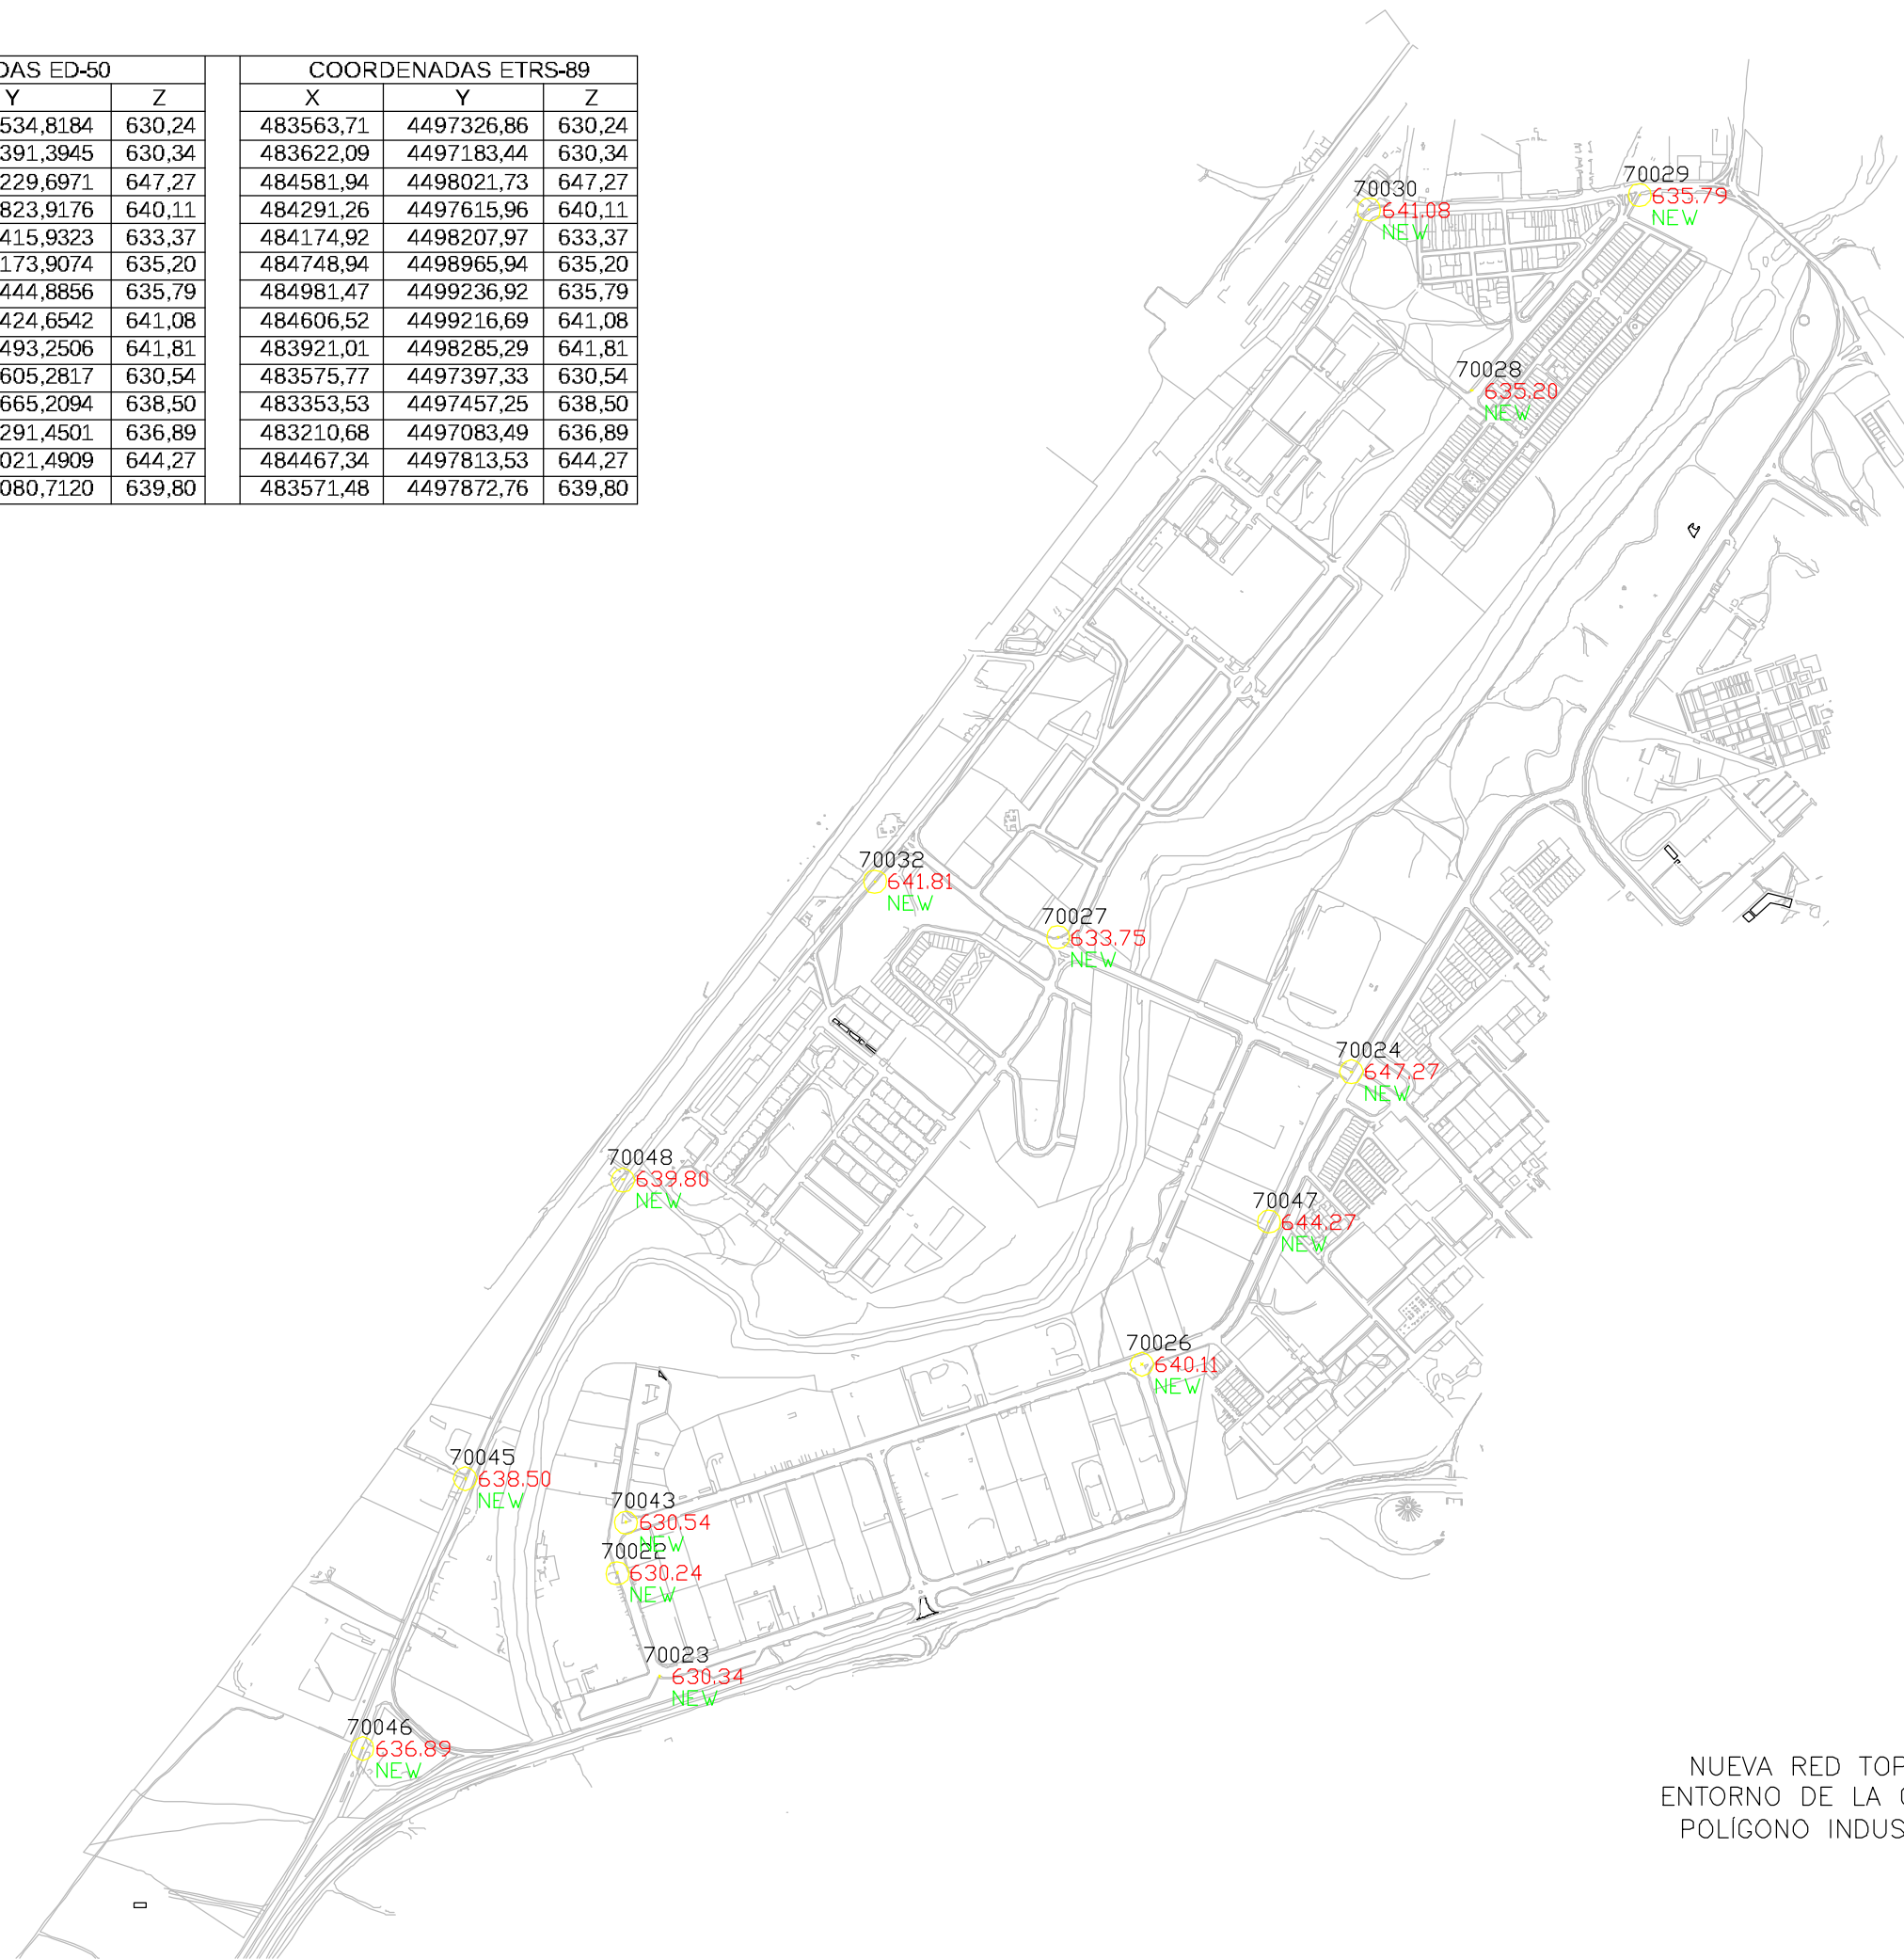 DAS ED-50 COORDENADAS ETRS-89
Y Z X Y Z
534,8184 630,24 483563,71 4497326,86 630,24
391,3945 630,34 483622,09 4497183,44 630,34
229,6971 647,27 484581,94 4498021,73 647,27
823,9176 640,11 484291,26 4497615,96 640,11
415,9323 633,37 484174,92 4498207,97 633,37
173,9074 635,20 484748,94 4498965,94 635,20
444,8856 635,79 484981,47 4499236,92 635,79
424,6542 641,08 484606,52 4499216,69 641,08
493,2506 641,81 483921,01 4498285,29 641,81
605,2817 630,54 483575,77 4497397,33 630,54
665,2094 638,50 483353,53 4497457,25 638,50
291,4501 636,89 483210,68 4497083,49 636,89
021,4909 644,27 484467,34 4497813,53 644,27
080,7120 639,80 483571,48 4497872,76 639,80
70029
635.79
NEW
70030
641.08
NEW
70028
635.20
NEW
70032
641.81
NEW
70027
633.75
NEW
70024
647.27
NEW
70048
639.80
NEW
70047
644.27
NEW
70026
640.11
NEW
70045
638.50
NEW
70043
630.54
NEW
70022
630.24
NEW
70023
630.34
NEW
70046
636.89
NEW
NUEVA RED TOP
ENTORNO DE LA
POLÍGONO INDUS